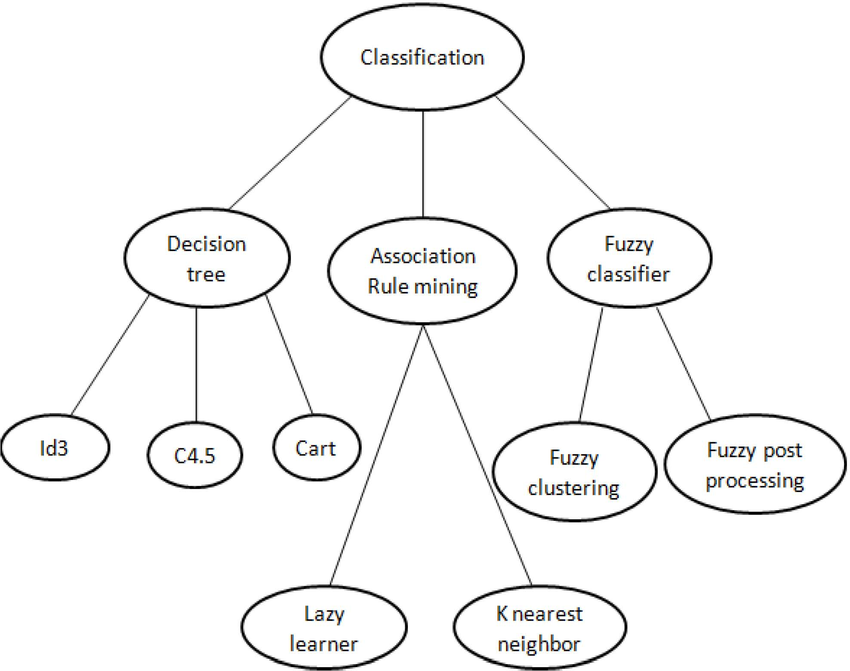 Classification
Decision
tree
Association
Rule mining
Fuzzy
classifier
Id3
C4.5
Cart
Fuzzy
clustering
Fuzzy post
processing
Lazy
learner
K nearest
neighbor